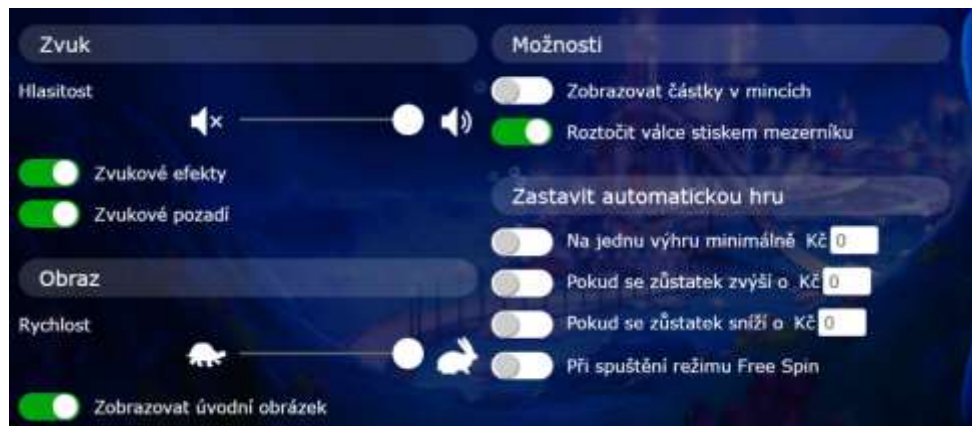 Zvuk
Hlasitost
Zvukové efekty
Zvukové pozadí
Obraz
Rychlost
Zobrazovat úvodní obrázek
Možnosti
Zobrazovat částky v mincích
Roztočit válce stiskem mezerníku
Zastavit automatickou hru
Na jednu výhru minimálně Kč 0
Pokud se zůstatek zvýší o Kč 0
Pokud se zůstatek sníží o Kč 0
Při spuštění režimu Free Spin